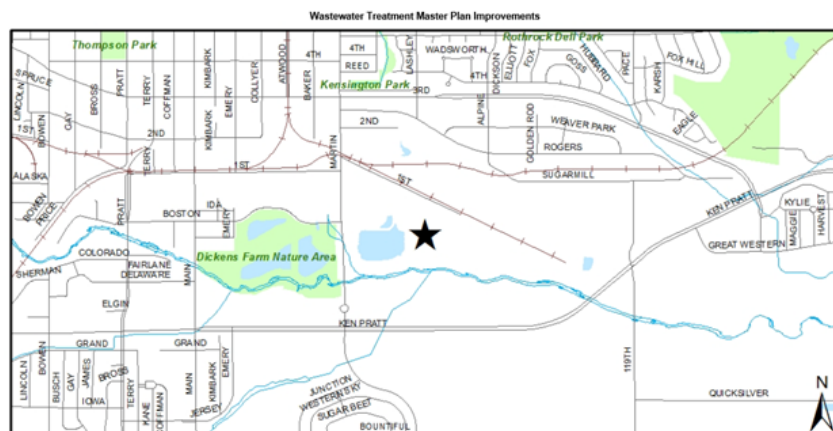 Wastewater Treatment Master Plan Improvements
Thompson Park
Rothrock Dell Park
Kensington Park
Dickens Farm Nature Area
4TH
REED
LASHLEY
WADSWORTH
4TH
DICKSON
ELLIOTT
FOX
GOSS
HUBBARD
PACE
KARSH
FOX HILL
EAGLE
SPRUCE
LINCOLN
1ST
BOWEN
GAY
BROSS
PRATT
TERRY
COFFMAN
KIMBARK
EMERY
COLLYER
ATWOOD
BAKER
3RD
2ND
ALPINE
GOLDEN ROD
WEAVER PARK
ROGERS
SUGARMILL
2ND
TERRY
KIMBARK
1ST
MARTIN
1ST
ALASKA
BOWEN
PRICE
PRATT
IDA
BOSTON
EMERY
KEN PRATT
KYLIE
MAGGIE
HARVEST
GREAT WESTERN
COLORADO
SHERMAN
FAIRLANE
DELAWARE
MAIN
ELGIN
KEN PRATT
GRAND
GRAND
119TH
LINCOLN
BOWEN
BUSCH
GAY
JAMES
BROSS
IOWA
TERRY
KANE
COFFMAN
MAIN
KIMBARK
EMERY
JERSEY
JUNCTION
WESTERN SKY
SUGAR BEET
BOUNTIFUL
QUICKSILVER
N